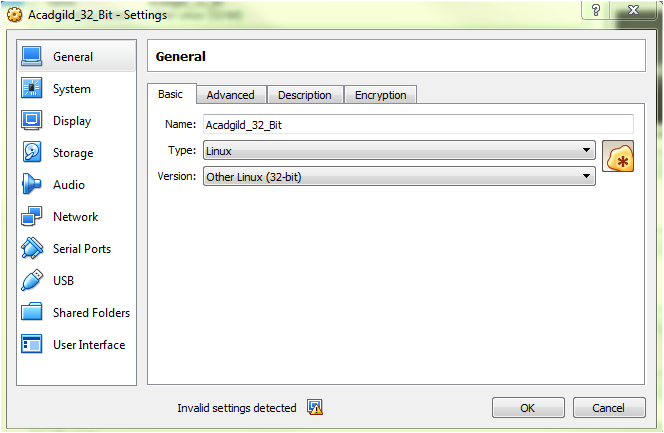 Acadgild_32_Bit - Settings
General
System
Display
Storage
Audio
Network
Serial Ports
USB
Shared Folders
User Interface
General
Basic Advanced Description Encryption
Name: Acadgild_32_Bit
Type: Linux
Version: Other Linux (32-bit)
Invalid settings detected
OK Cancel